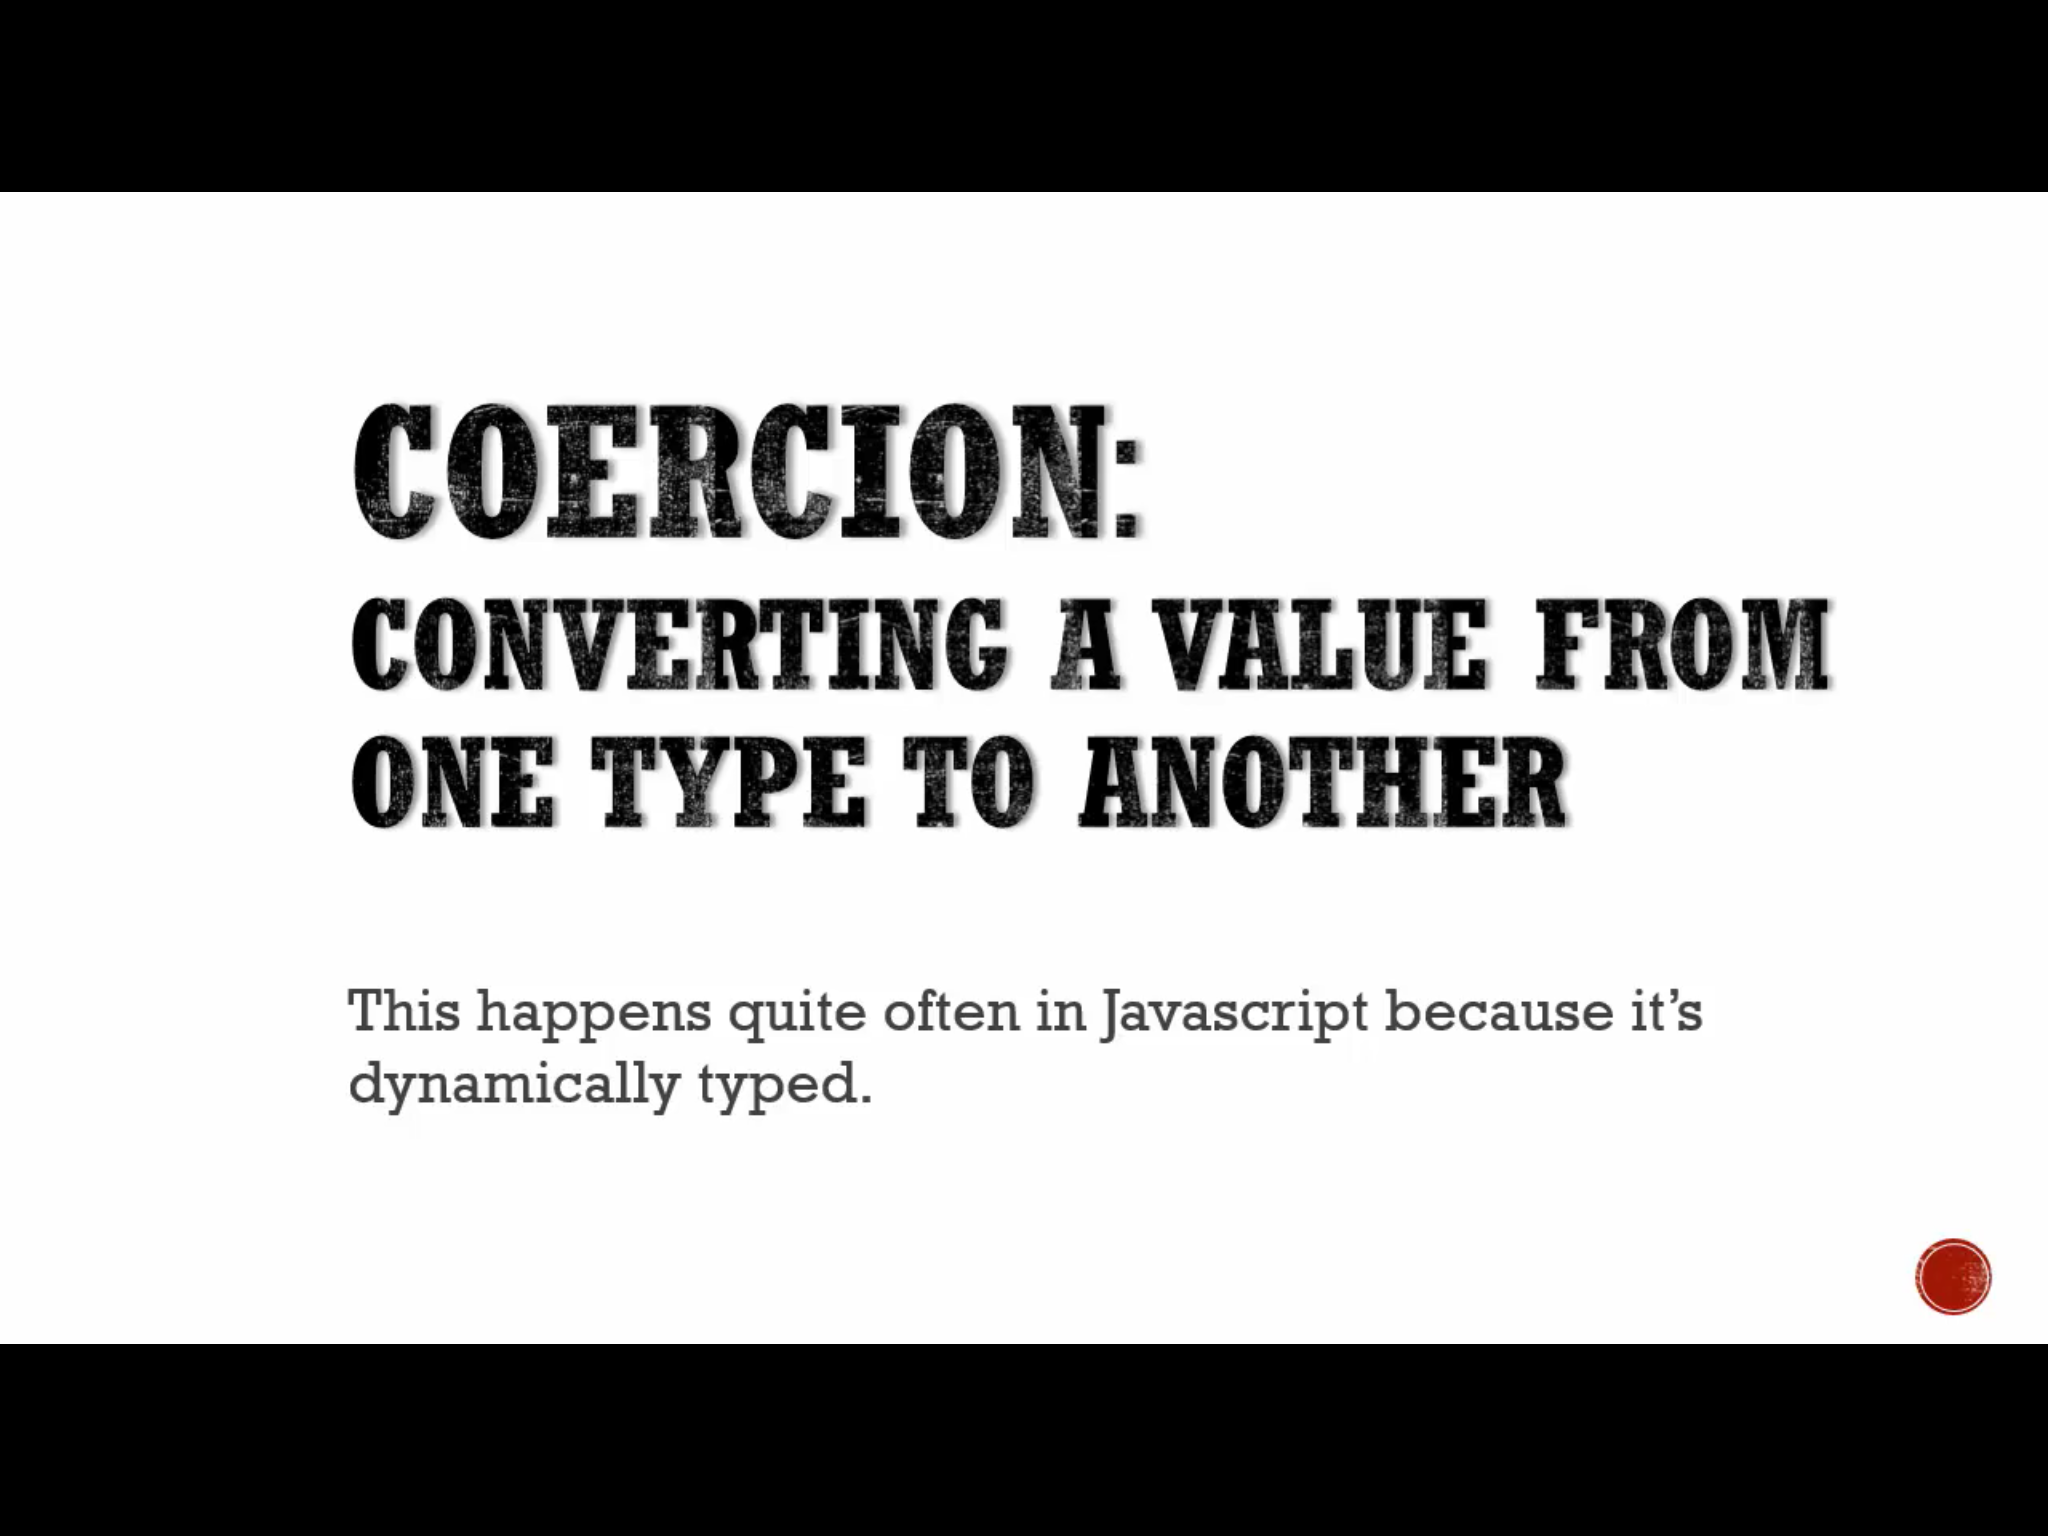 COERCION:
CONVERTING A VALUE FROM
ONE TYPE TO ANOTHER
This happens quite often in Javascript because it’s
dynamically typed.